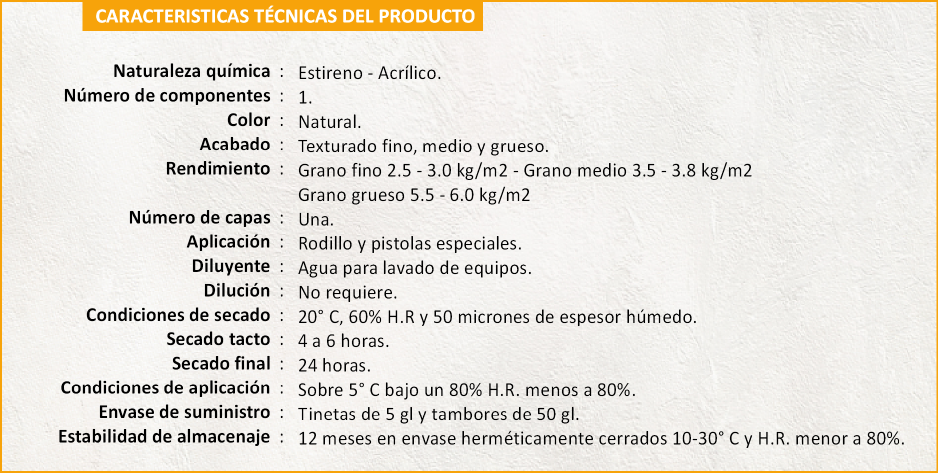 CARACTERISTICAS TÉCNICAS DEL PRODUCTO
Naturaleza química : Estireno - Acrílico.
Número de componentes : 1.
Color : Natural.
Acabado : Texturado fino, medio y grueso.
Rendimiento : Grano fino 2.5 - 3.0 kg/m2 - Grano medio 3.5 - 3.8 kg/m2
Grano grueso 5.5 - 6.0 kg/m2
Número de capas : Una.
Aplicación : Rodillo y pistolas especiales.
Diluyente : Agua para lavado de equipos.
Dilución : No requiere.
Condiciones de secado : 20° C, 60% H.R y 50 micrones de espesor húmedo.
Secado tacto : 4 a 6 horas.
Secado final : 24 horas.
Condiciones de aplicación : Sobre 5° C bajo un 80% H.R. menos a 80%.
Envase de suministro : Tinetas de 5 gl y tambores de 50 gl.
Estabilidad de almacenaje : 12 meses en envase herméticamente cerrados 10-30° C y H.R. menor a 80%.